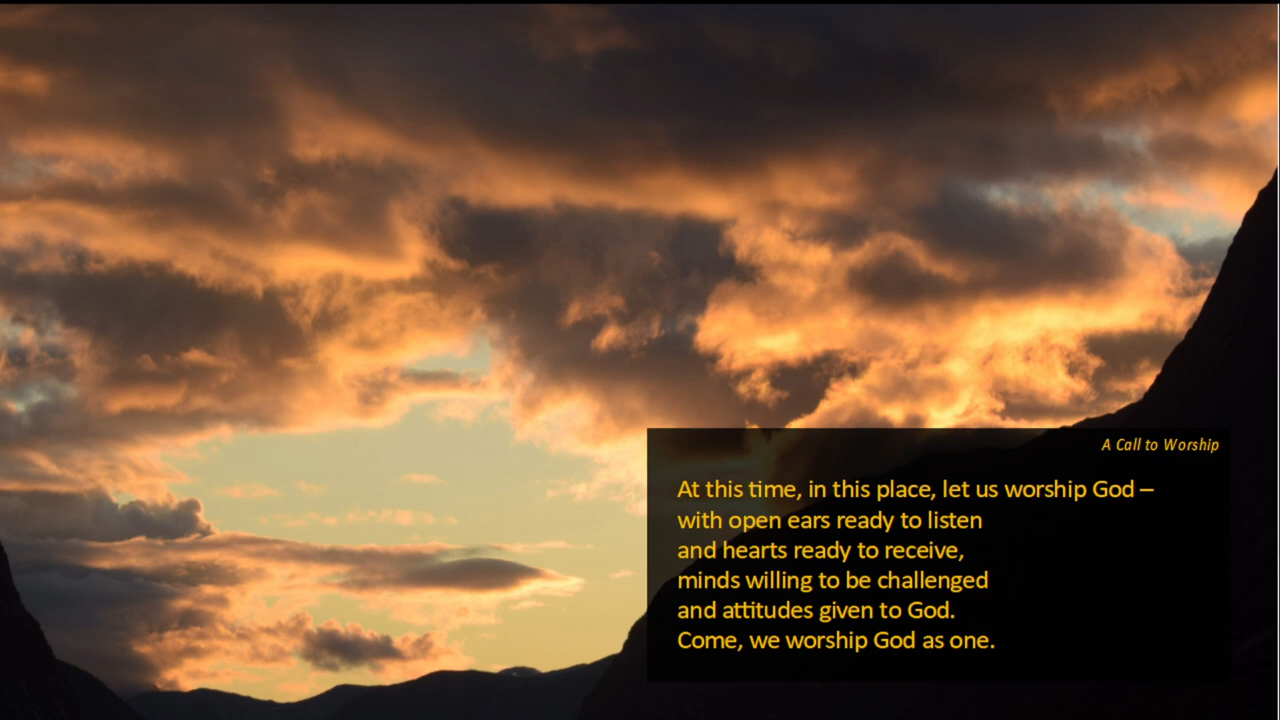 A Call to Worship
At this time, in this place, let us worship God –
with open ears ready to listen
and hearts ready to receive,
minds willing to be challenged
and attitudes given to God.
Come, we worship God as one.